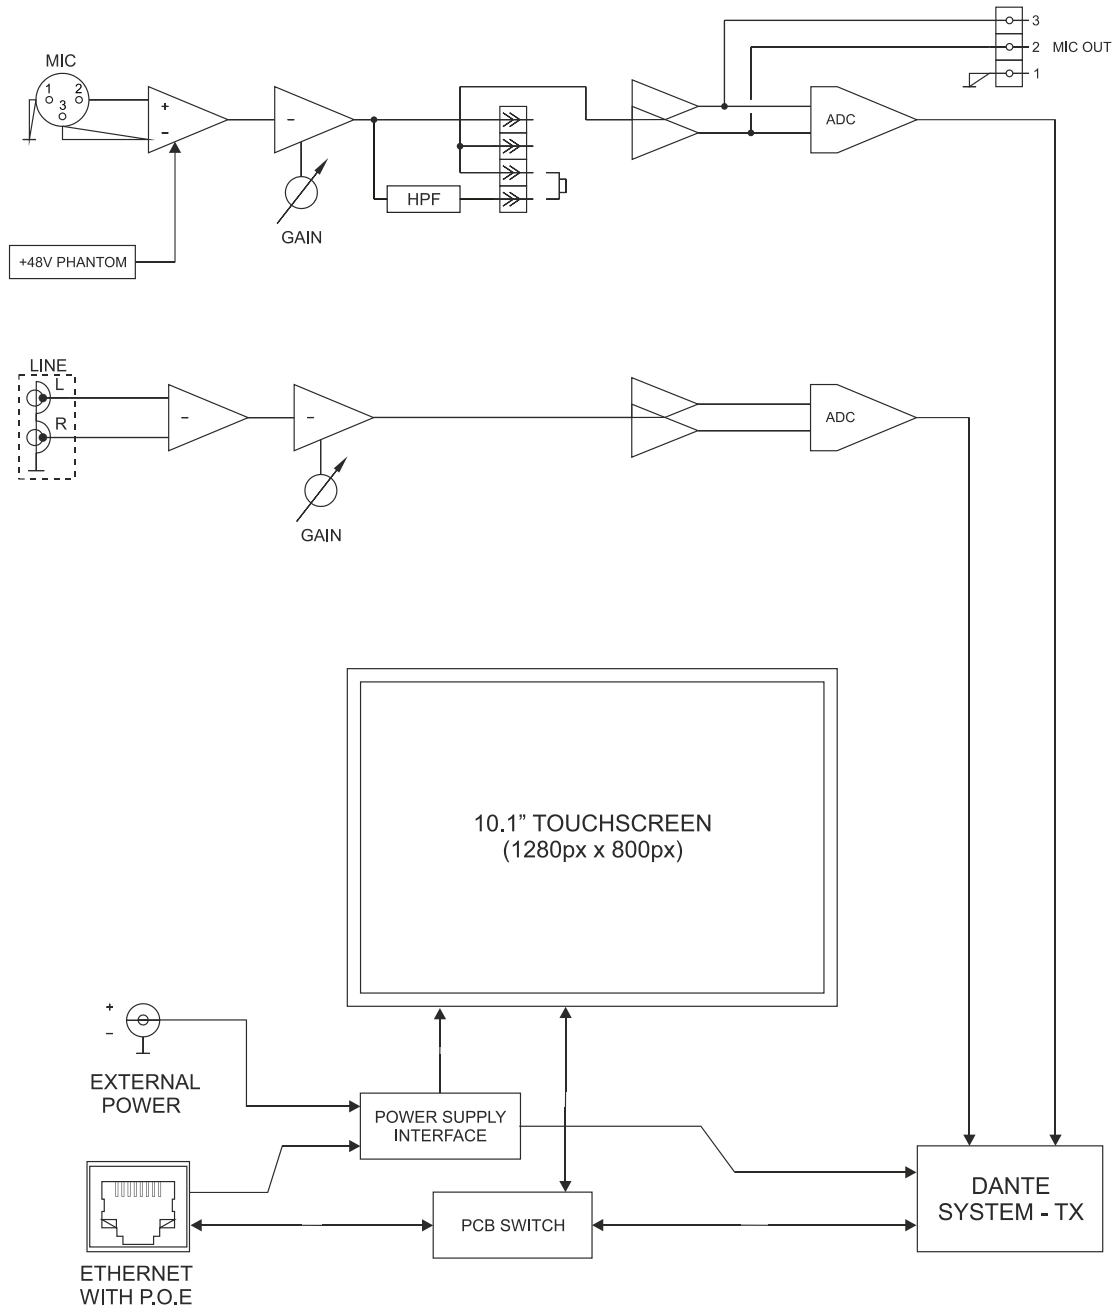 3
2 MIC OUT
1
MIC
1 2
3
+
−
−
ADC
HPF
GAIN
+48V PHANTOM
LINE
L
R
−
−
ADC
GAIN
10.1” TOUCHSCREEN
(1280px x 800px)
+
−
EXTERNAL
POWER
POWER SUPPLY
INTERFACE
DANTE
SYSTEM - TX
PCB SWITCH
ETHERNET
WITH P.O.E